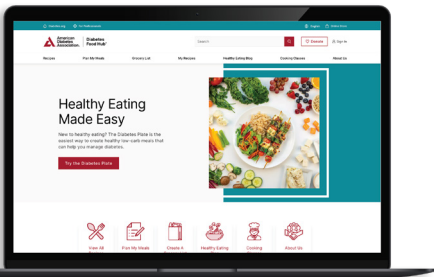 English
American
Diabetes
Association.
Diabetes
Food Hub®
Search
Donate
Sign In
Recipes
Plan My Meals
Grocery List
My Recipes
Healthy Eating Blog
Cooking Classes
About Us
Healthy Eating
Made Easy
New to healthy eating? The Diabetes Plate is the
easiest way to create healthy low-carb meals that
can help you manage diabetes.
Try the Diabetes Plate
View All
Plan My Meals
Create A
Healthy Eating
Cooking
About Us